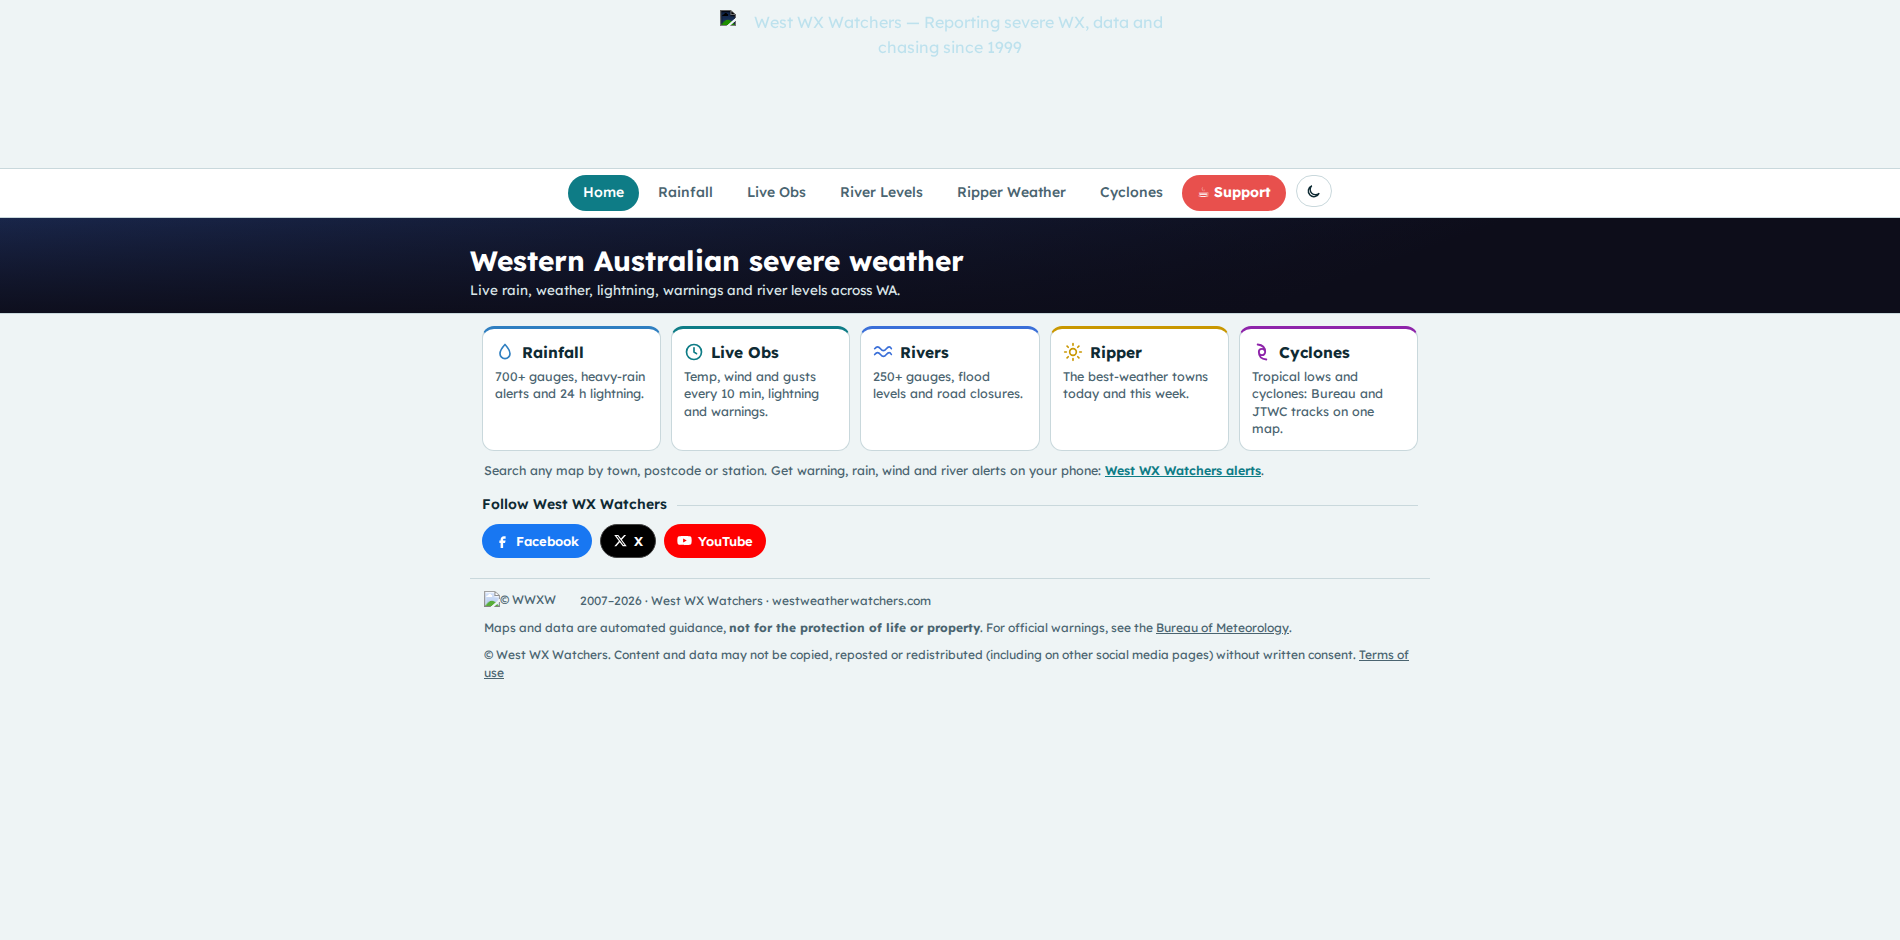 West WX Watchers — Reporting severe WX, data and
chasing since 1999
Home
Rainfall
Live Obs
River Levels
Ripper Weather
Cyclones
☕ Support
Western Australian severe weather
Live rain, weather, lightning, warnings and river levels across WA.
Rainfall
700+ gauges, heavy-rain
alerts and 24 h lightning.
Live Obs
Temp, wind and gusts
every 10 min, lightning
and warnings.
Rivers
250+ gauges, flood
levels and road closures.
Ripper
The best-weather towns
today and this week.
Cyclones
Tropical lows and
cyclones: Bureau and
JTWC tracks on one
map.
Search any map by town, postcode or station. Get warning, rain, wind and river alerts on your phone: West WX Watchers alerts.
Follow West WX Watchers
Facebook
X
YouTube
© WWXW 2007–2026 · West WX Watchers · westweatherwatchers.com
Maps and data are automated guidance, not for the protection of life or property. For official warnings, see the Bureau of Meteorology.
© West WX Watchers. Content and data may not be copied, reposted or redistributed (including on other social media pages) without written consent. Terms of
use